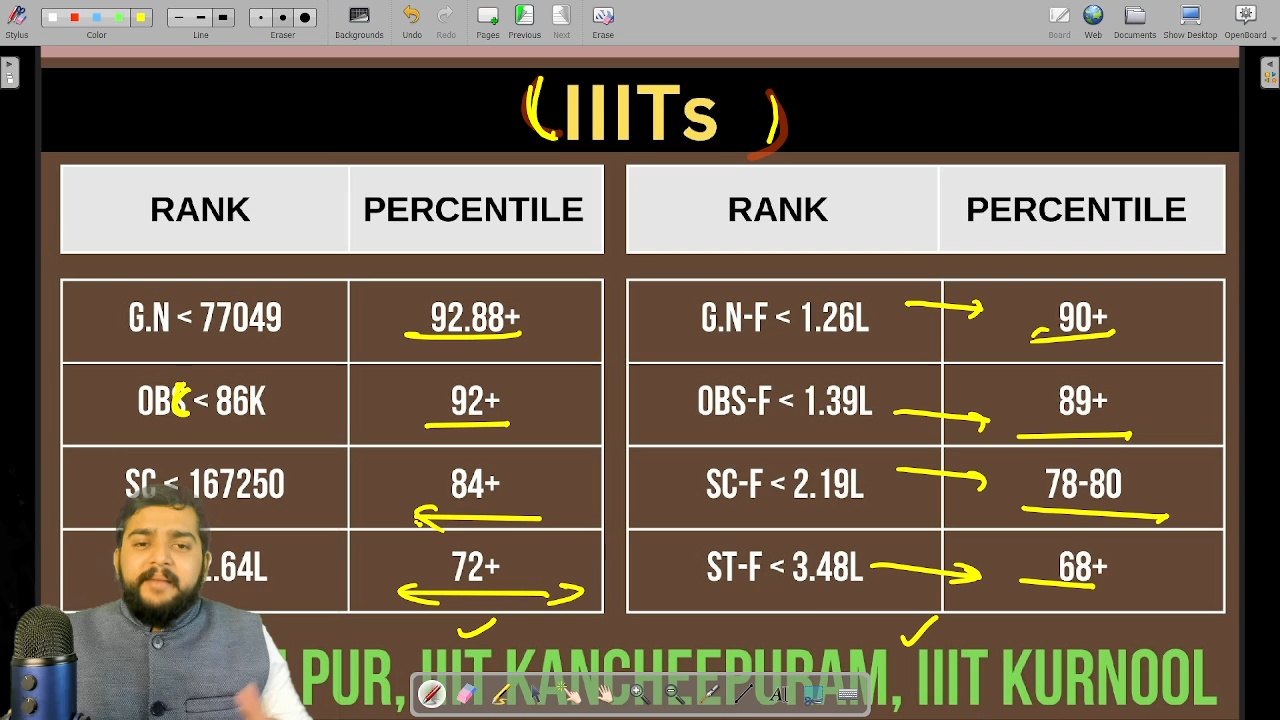 Stylus Color Line Eraser Backgrounds Undo Redo Pages Previous Next Erase Board Web Documents Show Desktop OpenBoard
(IIITs )
RANK PERCENTILE RANK PERCENTILE
G.N < 77049 92.88+ G.N-F < 1.26L 90+
OBS < 86K 92+ OBS-F < 1.39L 89+
SC < 167250 84+ SC-F < 2.19L 78-80
2.64L 72+ ST-F < 3.48L 68+
PUR, IIIT KANCHEEPURAM, IIIT KURNOOL